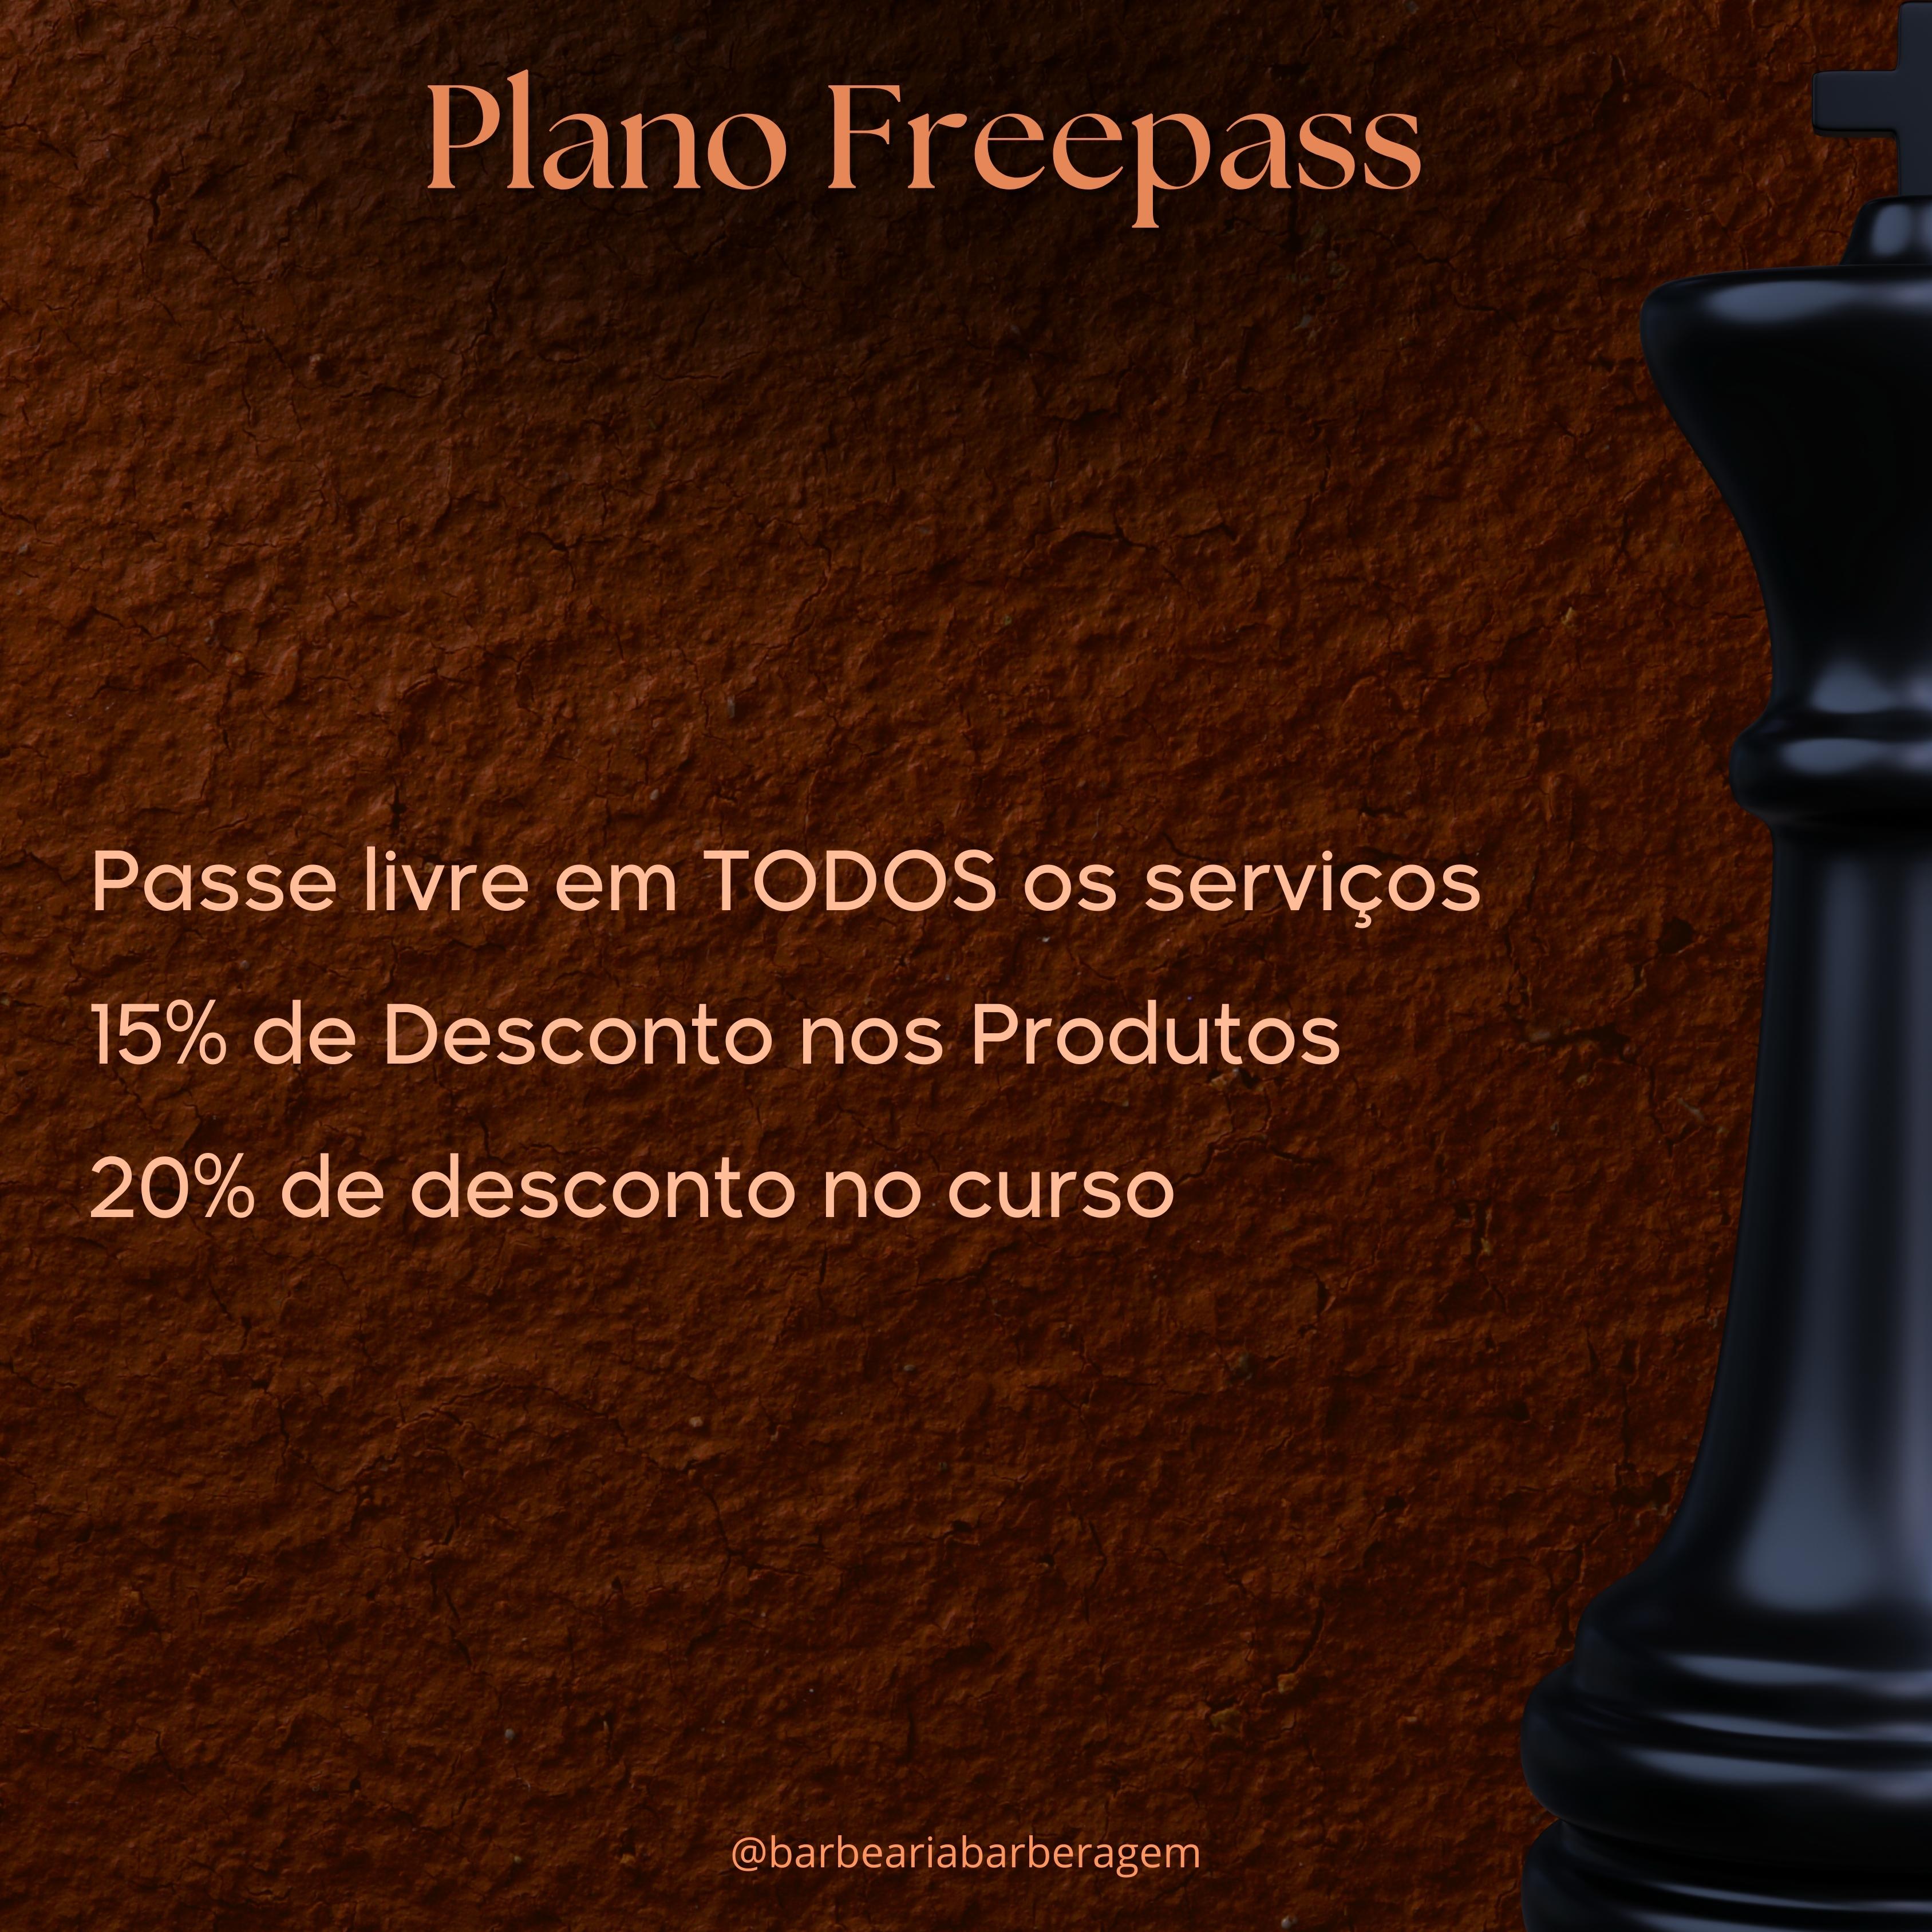 Plano Freepass
Passe livre em TODOS os serviços
15% de Desconto nos Produtos
20% de desconto no curso
@barbeariabarberagem